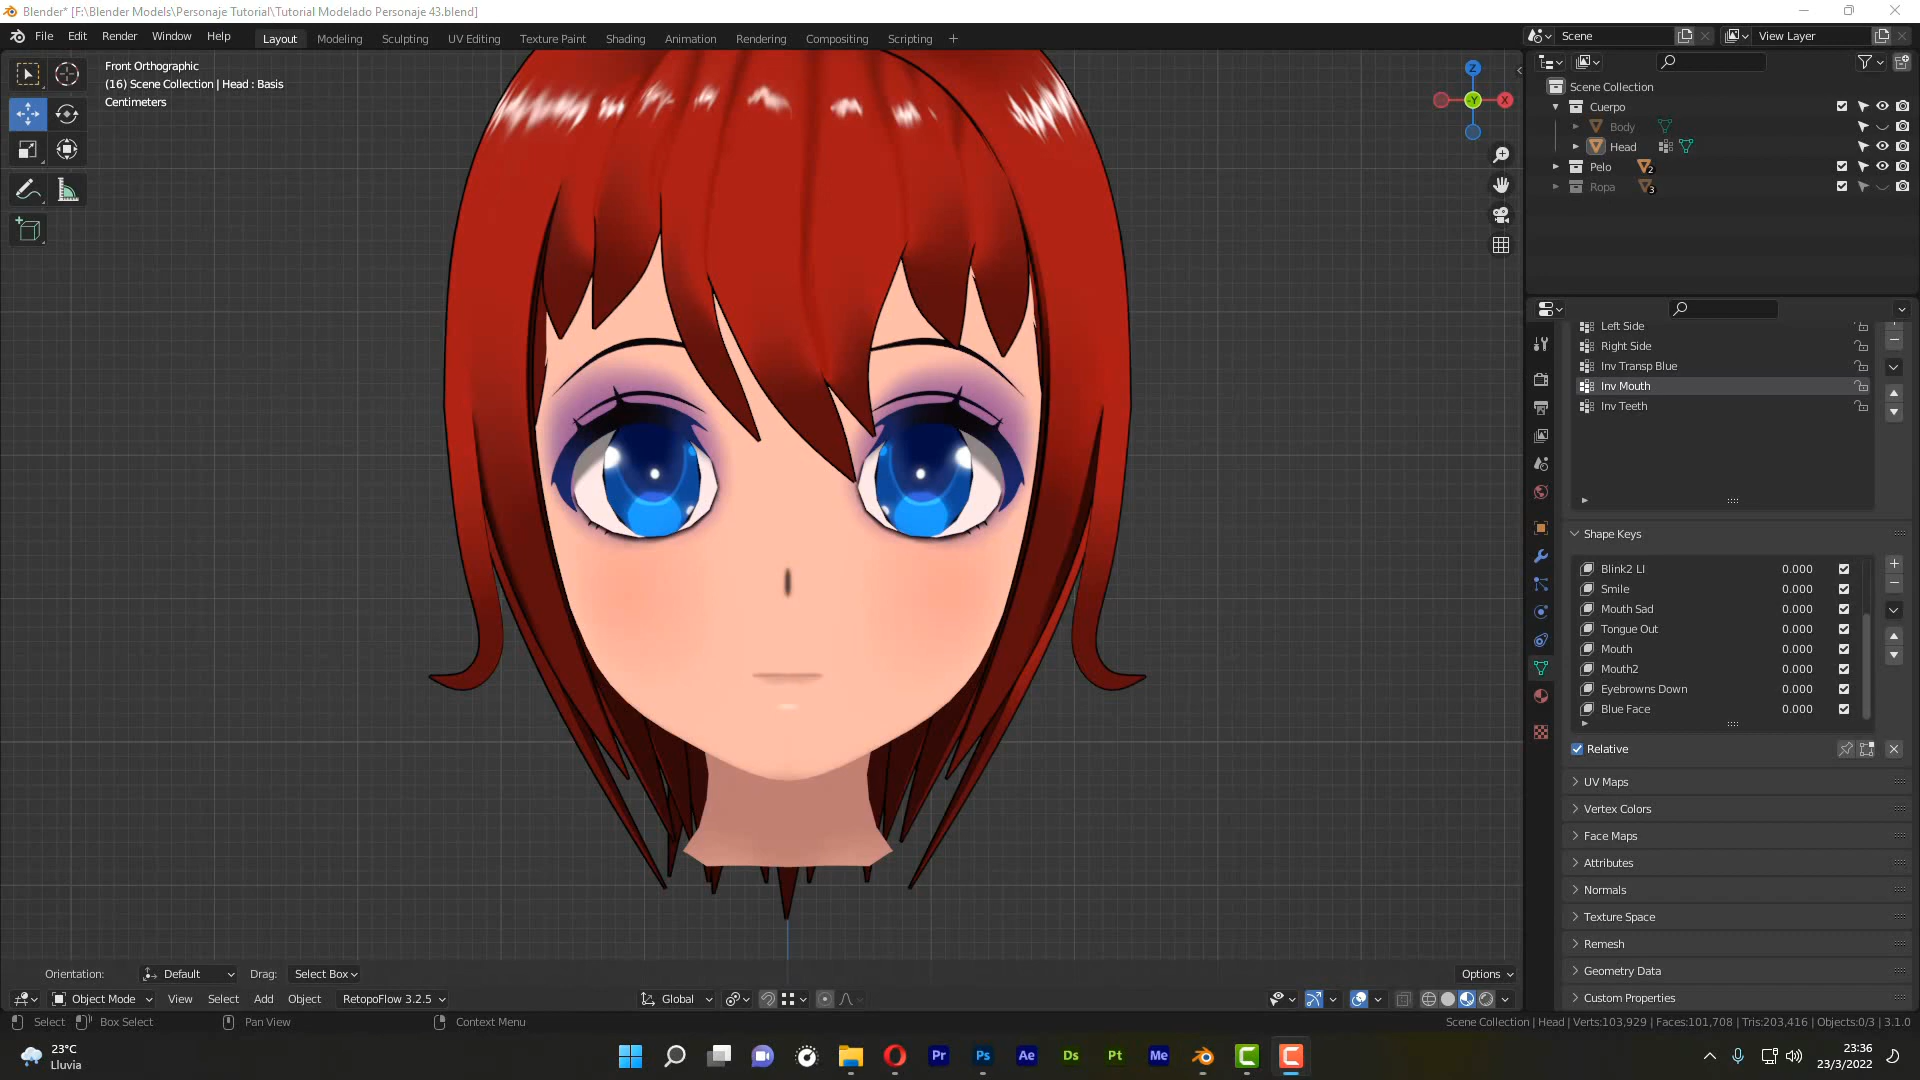 Blender* [F:\Blender Models\Personaje Tutorial\Tutorial Modelado Personaje 43.blend]
File Edit Render Window Help Layout Modeling Sculpting UV Editing Texture Paint Shading Animation Rendering Compositing Scripting + Scene View Layer
Front Orthographic
(16) Scene Collection | Head : Basis
Centimeters
Z
Y
X
Scene Collection
Cuerpo
Body
Head
Pelo 2
Ropa 3
Left Side
Right Side
Inv Transp Blue
Inv Mouth
Inv Teeth
Shape Keys
Blink2 LI 0.000
Smile 0.000
Mouth Sad 0.000
Tongue Out 0.000
Mouth 0.000
Mouth2 0.000
Eyebrowns Down 0.000
Blue Face 0.000
Relative
UV Maps
Vertex Colors
Face Maps
Attributes
Normals
Texture Space
Remesh
Geometry Data
Custom Properties
Orientation: Default Drag: Select Box Options
Object Mode View Select Add Object RetopoFlow 3.2.5 Global
Select Box Select Pan View Context Menu Scene Collection | Head | Verts:103,929 | Faces:101,708 | Tris:203,416 | Objects:0/3 | 3.1.0
23°C
Lluvia
Pr Ps Ae Ds Pt Me C C
23:36
23/3/2022